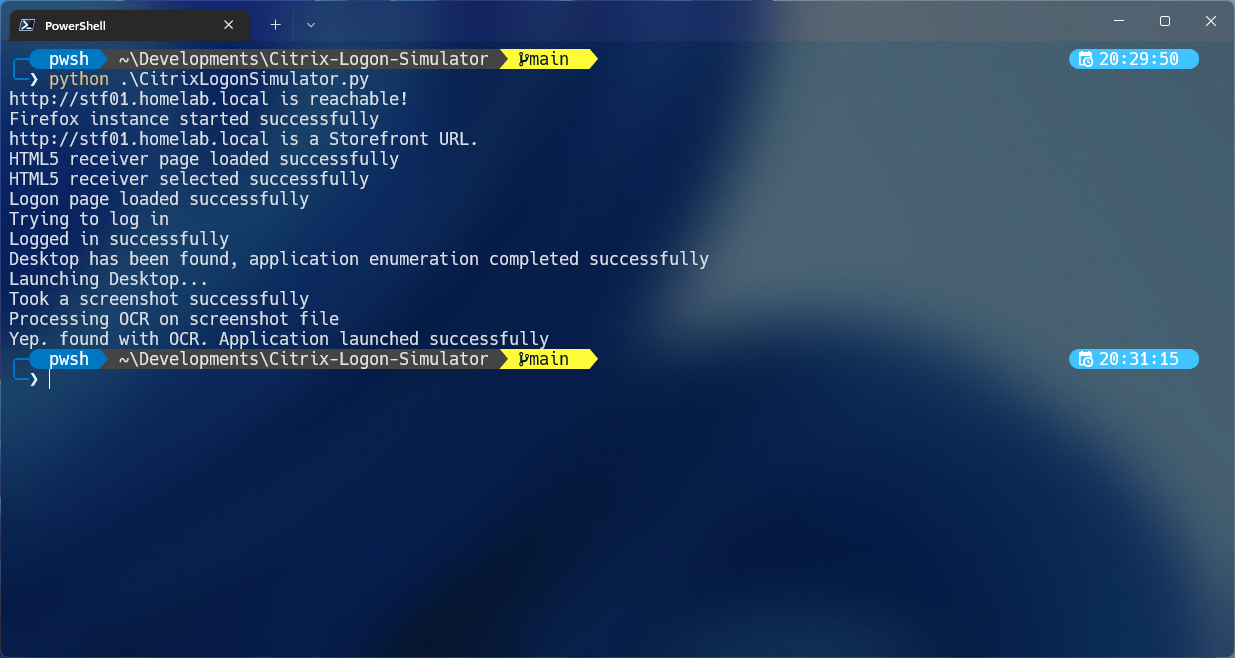 PowerShell
pwsh ~\Developments\Citrix-Logon-Simulator main 20:29:50
❯ python .\CitrixLogonSimulator.py
http://stf01.homelab.local is reachable!
Firefox instance started successfully
http://stf01.homelab.local is a Storefront URL.
HTML5 receiver page loaded successfully
HTML5 receiver selected successfully
Logon page loaded successfully
Trying to log in
Logged in successfully
Desktop has been found, application enumeration completed successfully
Launching Desktop...
Took a screenshot successfully
Processing OCR on screenshot file
Yep. found with OCR. Application launched successfully
pwsh ~\Developments\Citrix-Logon-Simulator main 20:31:15
❯